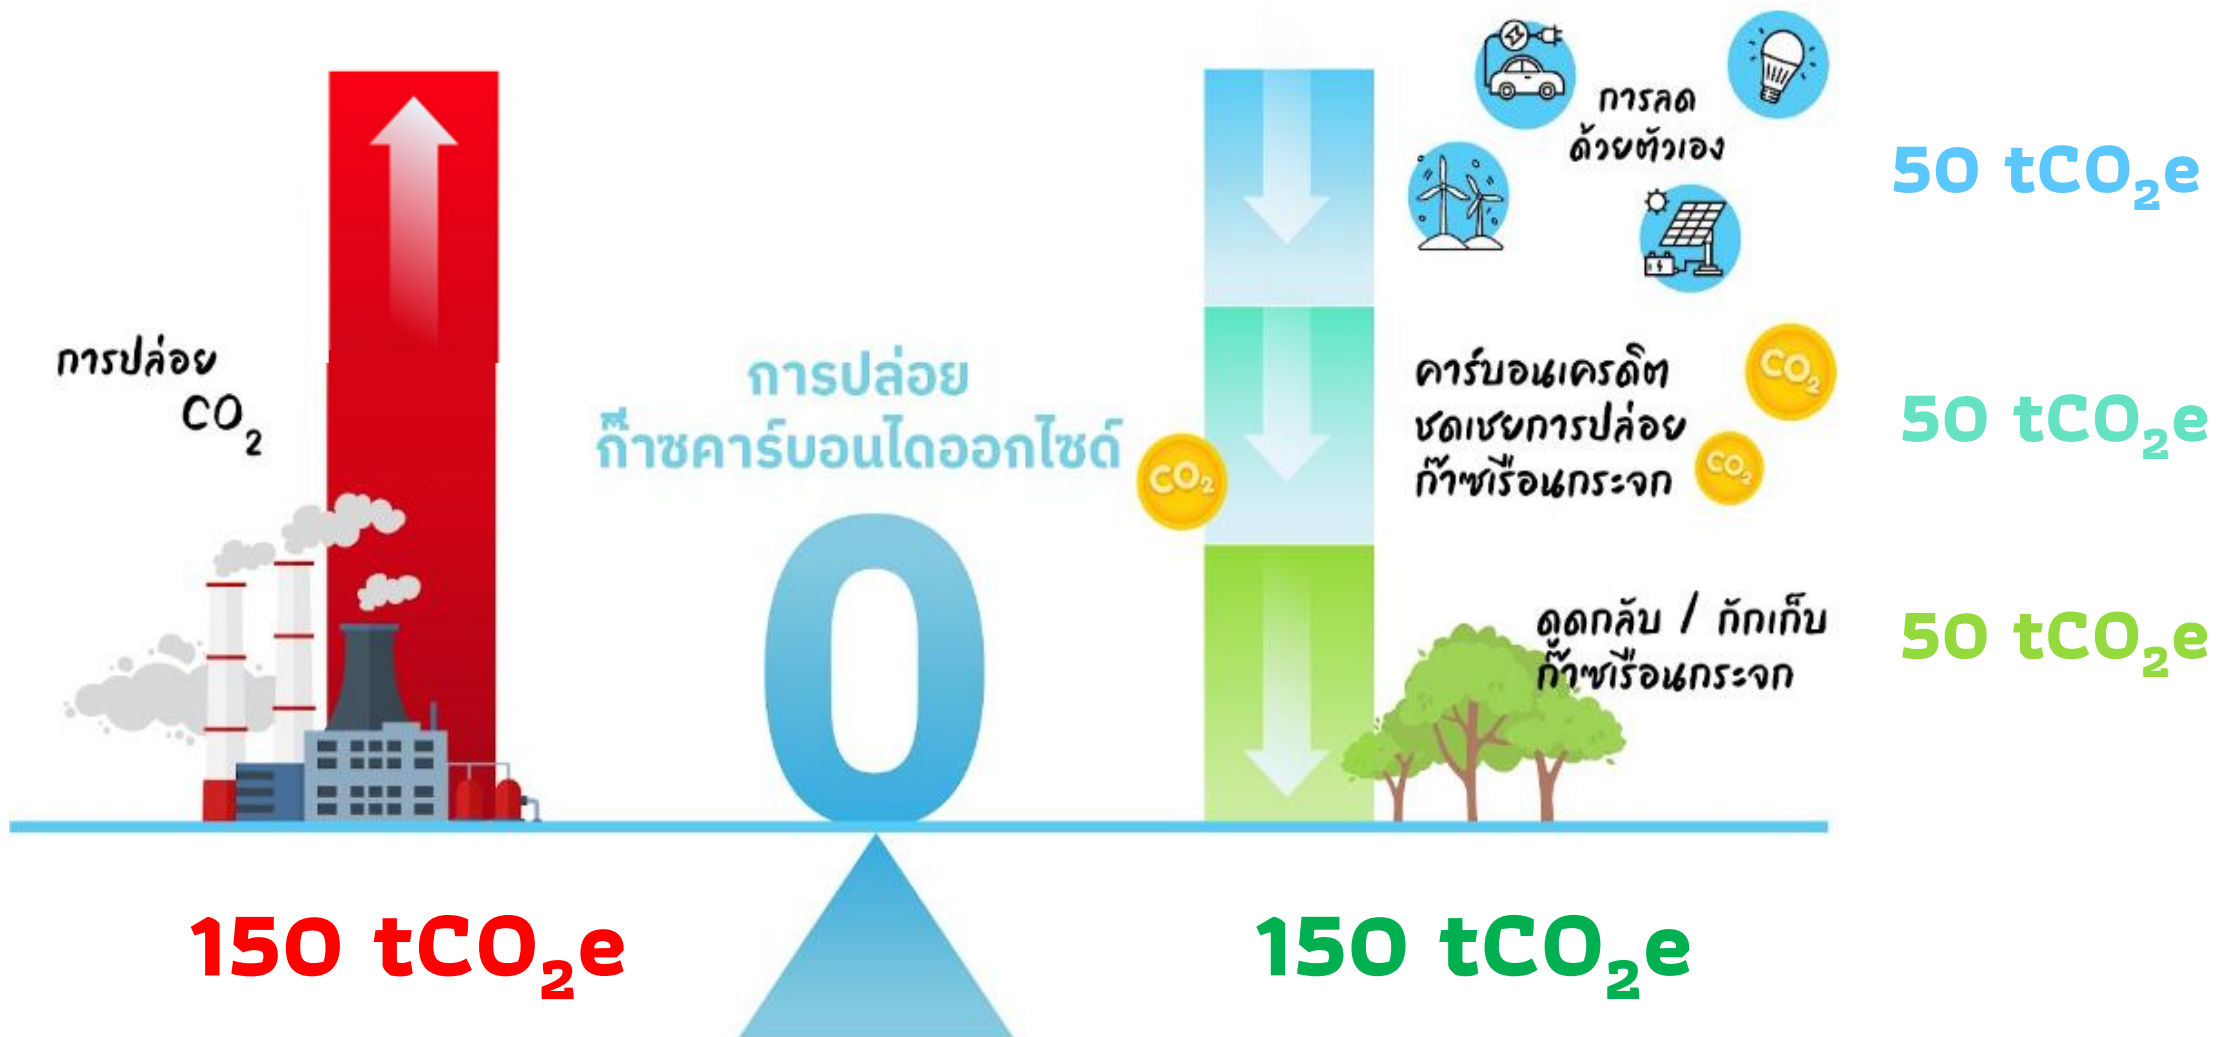 การปล่อย
CO₂
การปล่อย
ก๊าซคาร์บอนไดออกไซด์
0
CO₂
การลด
ด้วยตัวเอง
50 tCO₂e
คาร์บอนเครดิต
ชดเชยการปล่อย
ก๊าซเรือนกระจก
CO₂
CO₂
50 tCO₂e
ดูดกลับ / กักเก็บ
ก๊าซเรือนกระจก
50 tCO₂e
150 tCO₂e
150 tCO₂e